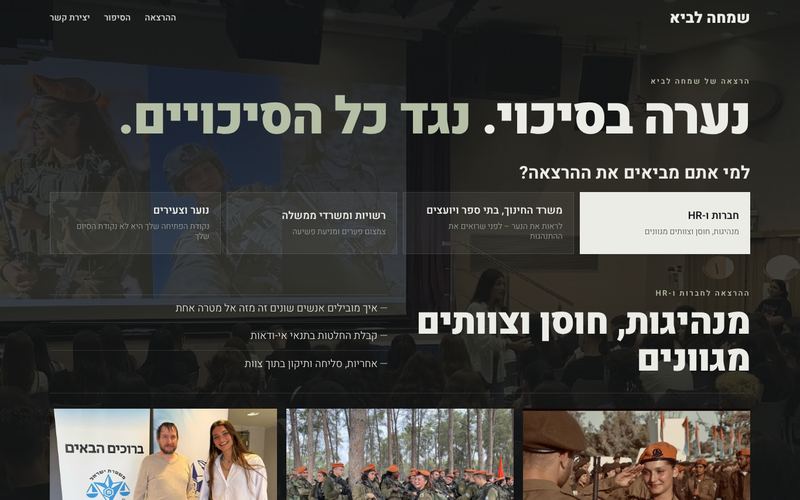 שמחה לביא
ההרצאה
הסיפור
יצירת קשר
הרצאה של שמחה לביא
נערה בסיכוי. נגד כל הסיכויים.
למי אתם מביאים את ההרצאה?
חברות ו-HR
מנהיגות, חוסן וצוותים מגוונים
משרד החינוך, בתי ספר ויועצים
לראות את הנער – לפני שרואים את
ההתנהגות
רשויות ומשרדי ממשלה
צמצום פערים ומניעת פשיעה
נוער וצעירים
נקודת הפתיחה שלך היא לא נקודת הסיום
שלך
ההרצאה לחברות ו-HR
מנהיגות, חוסן וצוותים
מגוונים
— איך מובילים אנשים שונים זה מזה אל מטרה אחת
— קבלת החלטות בתנאי אי-ודאות
— אחריות, סליחה ותיקון בתוך צוות
ברוכים הבאים
משטרת ישראל